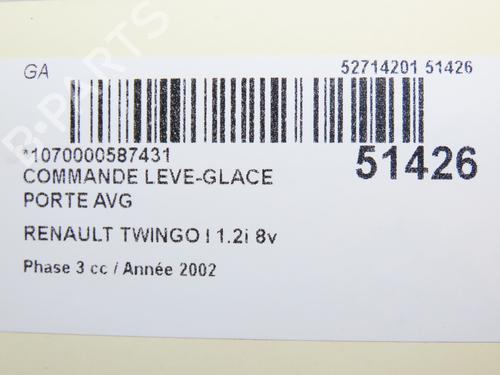 GA
52714201 51426
*1070000587431
51426
COMMANDE LEVE-GLACE
PORTE AVG
RENAULT TWINGO I 1.2i 8v
Phase 3 cc / Année 2002
B-PARTS